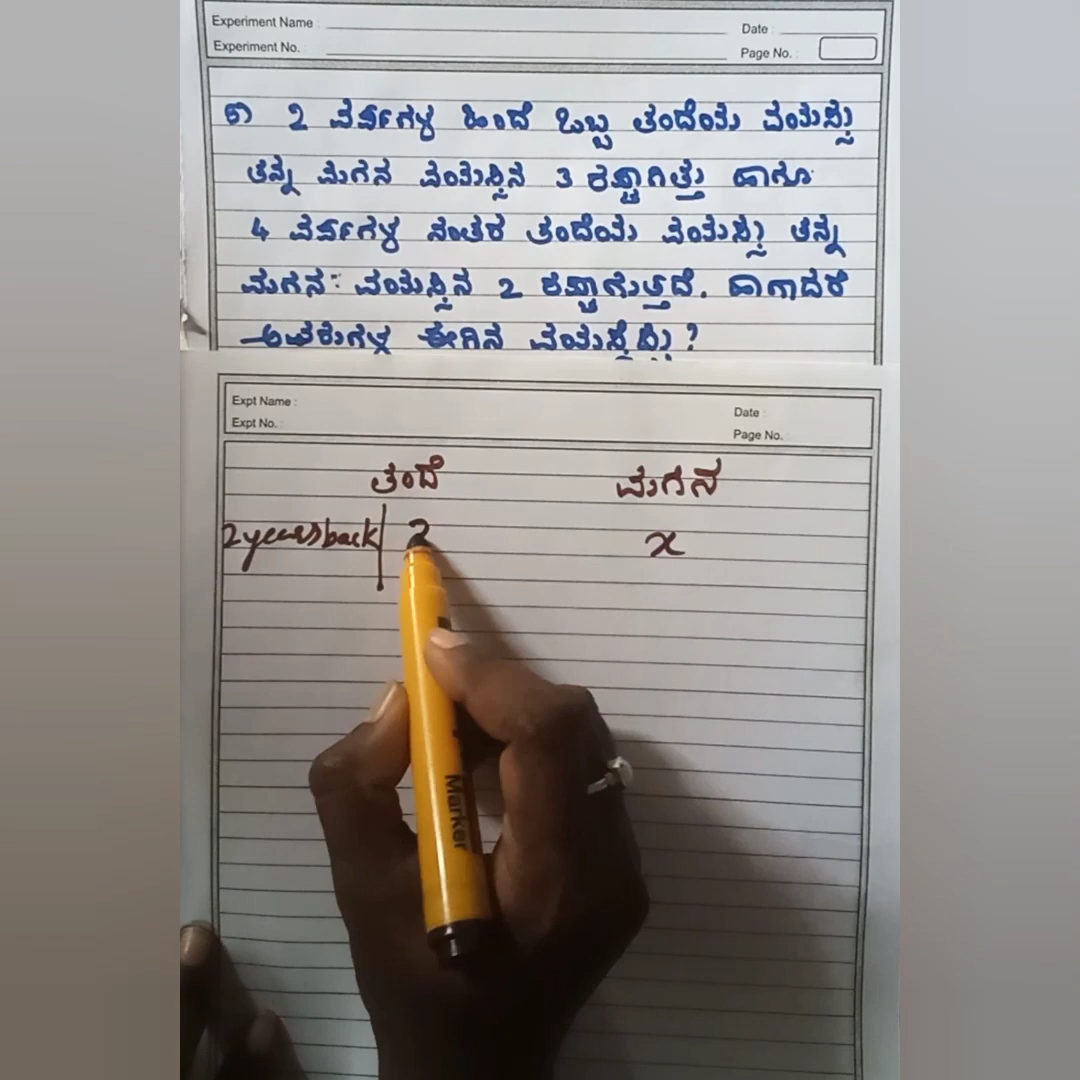 Experiment Name
Date :
Experiment No.
Page No. :
೯) 2 ವರ್ಷಗಳ ಹಿಂದೆ ಒಬ್ಬ ತಂದೆಯ ವಯಸ್ಸು
ತನ್ನ ಮಗನ ವಯಸ್ಸಿನ 3 ರಷ್ಟಾಗಿತ್ತು ಹಾಗೂ
4 ವರ್ಷಗಳ ನಂತರ ತಂದೆಯ ವಯಸ್ಸು ತನ್ನ
ಮಗನ ವಯಸ್ಸಿನ 2 ರಷ್ಟಾಗುತ್ತದೆ. ಹಾಗಾದರೆ
ಅವರುಗಳ ಈಗಿನ ವಯಸ್ಸೆಷ್ಟು?
Expt Name :
Date :
Expt No. :
Page No. :
ತಂದೆ ಮಗನ
2 years back x
Marker